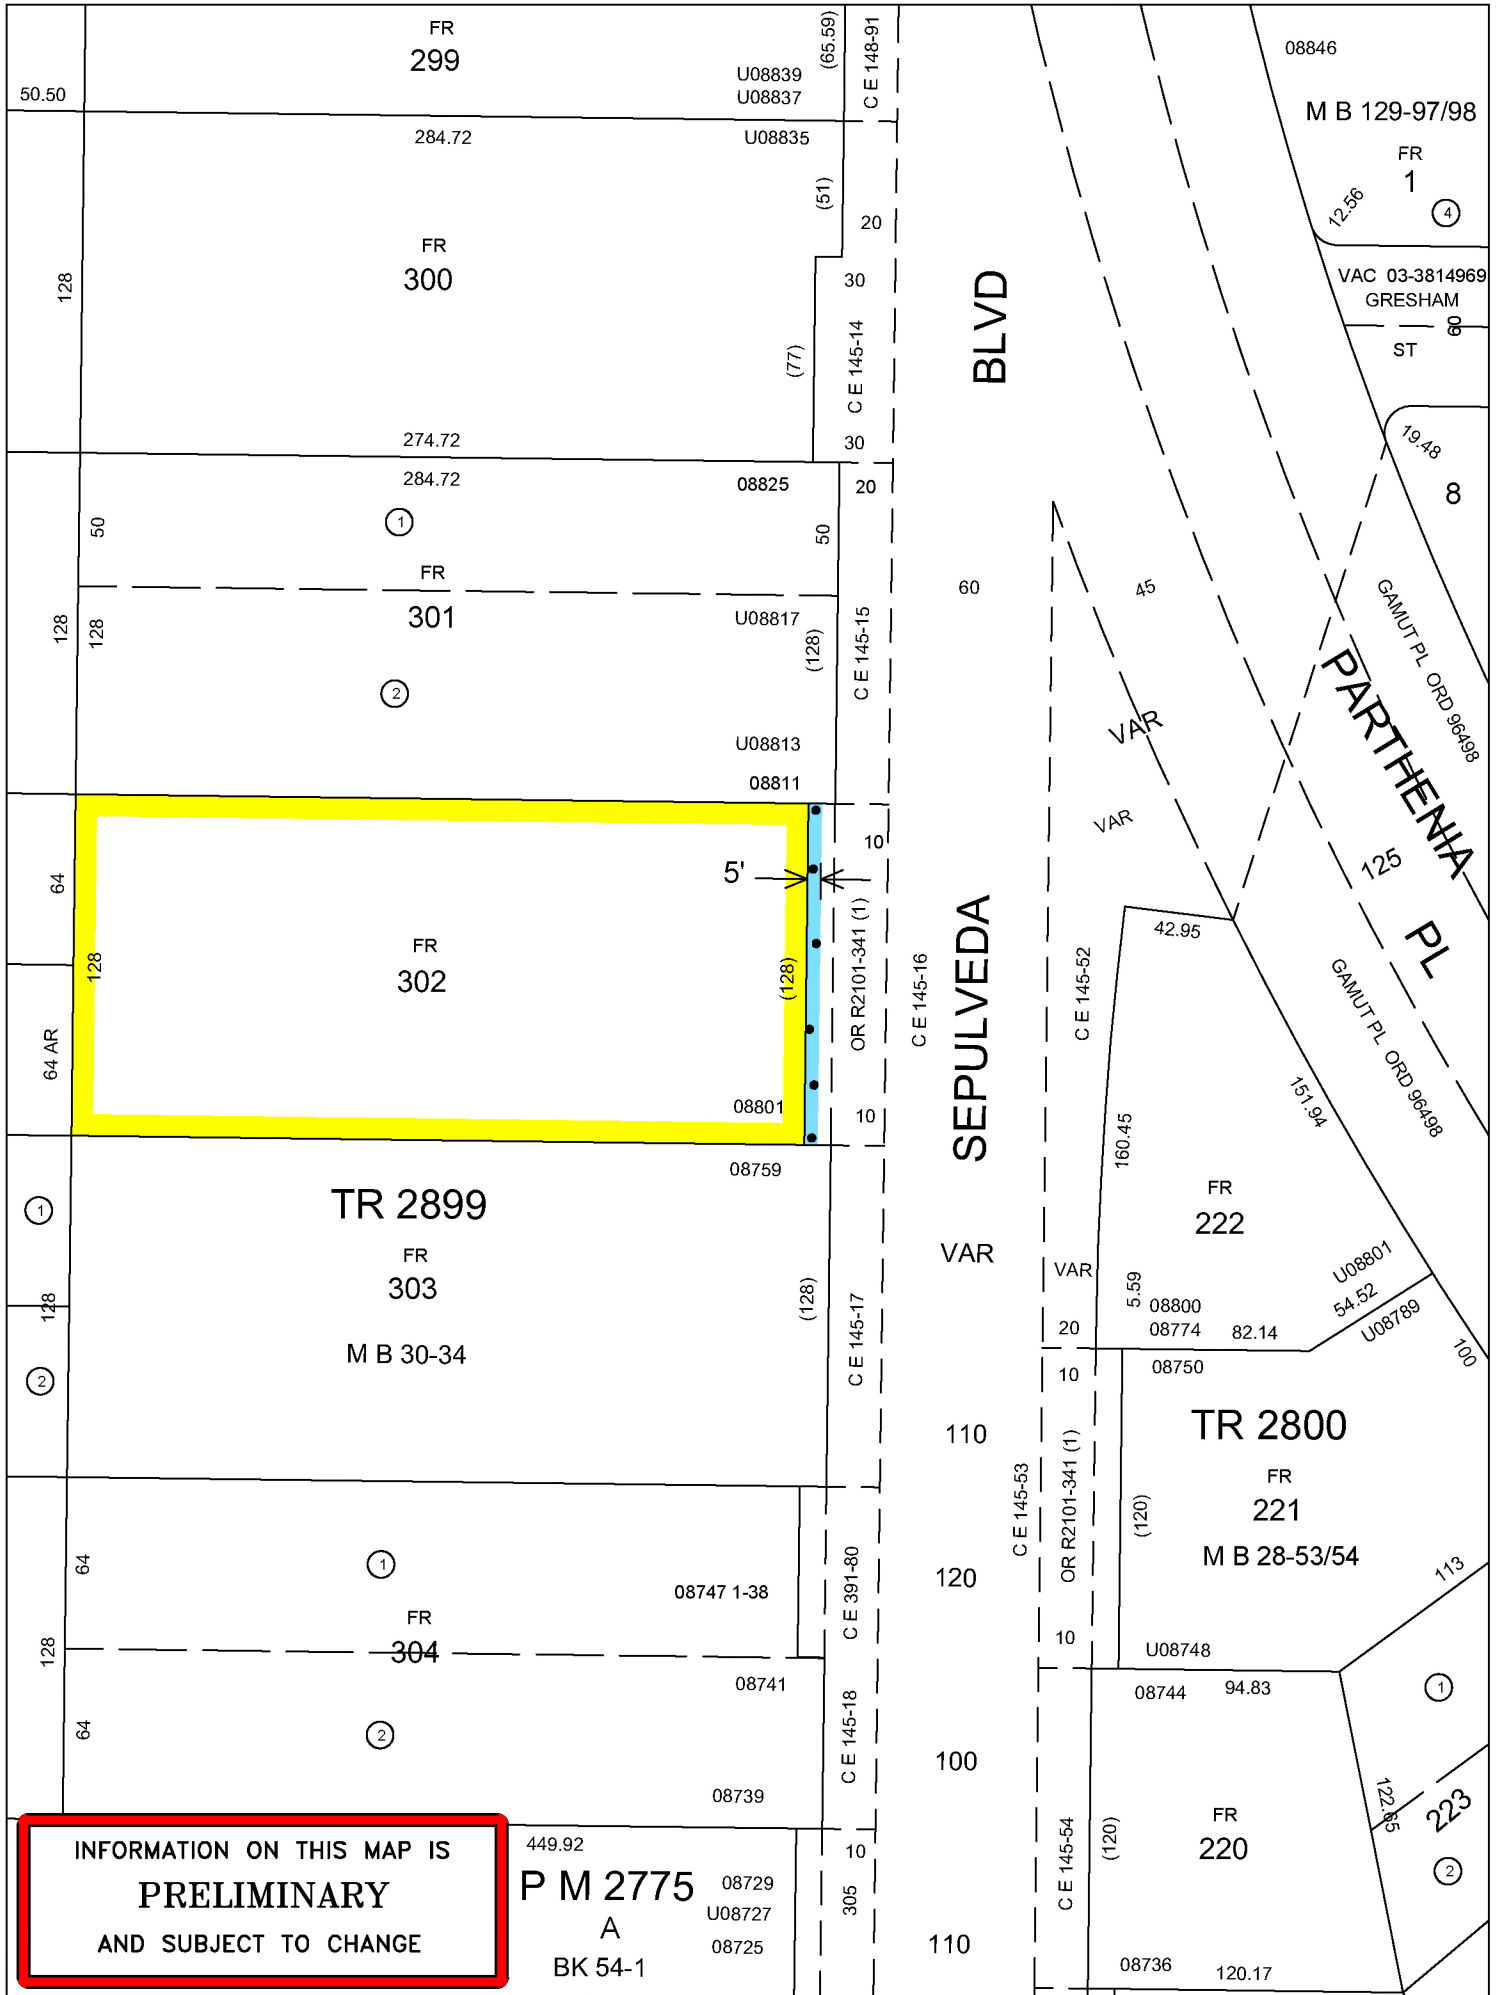 FR
299
50.50
U08839
U08837
(65.59)
C E 148-91
08846
M B 129-97/98
FR
1
4
12.56
284.72
U08835
(51)
20
FR
300
128
30
(77)
C E 145-14
30
BLVD
VAC 03-3814969
GRESHAM
60
ST
274.72
284.72
08825
20
19.48
8
50
1
50
FR
301
128
128
U08817
(128)
C E 145-15
60
45
GAMUT PL ORD 96498
2
U08813
08811
VAR
VAR
PARTHENIA
PL
125
10
5'
64
FR
302
128
(128)
OR R2101-341 (1)
C E 145-16
SEPULVEDA
C E 145-52
42.95
GAMUT PL ORD 96498
64 AR
08801
10
160.45
151.94
08759
1
TR 2899
FR
303
M B 30-34
128
2
(128)
C E 145-17
VAR
VAR
FR
222
5.59
08800
08774
82.14
U08801
54.52
U08789
100
20
10
08750
110
TR 2800
FR
221
M B 28-53/54
C E 145-53
OR R2101-341 (1)
(120)
64
1
08747 1-38
C E 391-80
120
113
FR
304
128
10
U08748
08741
08744
94.83
1
64
2
C E 145-18
100
08739
122.65
223
2
INFORMATION ON THIS MAP IS
PRELIMINARY
AND SUBJECT TO CHANGE
449.92
P M 2775
A
BK 54-1
08729
U08727
08725
10
305
110
C E 145-54
(120)
FR
220
08736
120.17